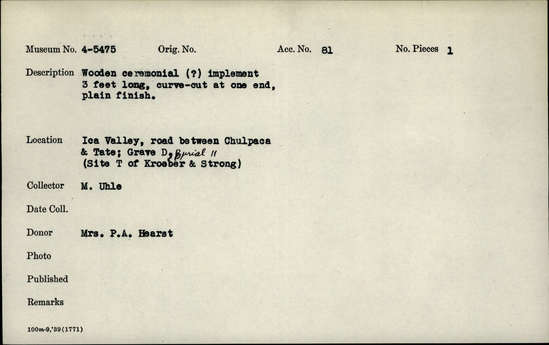 Museum No. 4-5475 Orig. No. Acc. No. 81 No. Pieces 1
Description Wooden ceremonial (?) implement
3 feet long, curve-cut at one end,
plain finish.
Location Ica Valley, road between Chulpaca
& Tate; Grave D, Burial 11
(Site T of Kroeber & Strong)
Collector M. Uhle
Date Coll.
Donor Mrs. P.A. Hearst
Photo
Published
Remarks
100m-9,'39(1771)